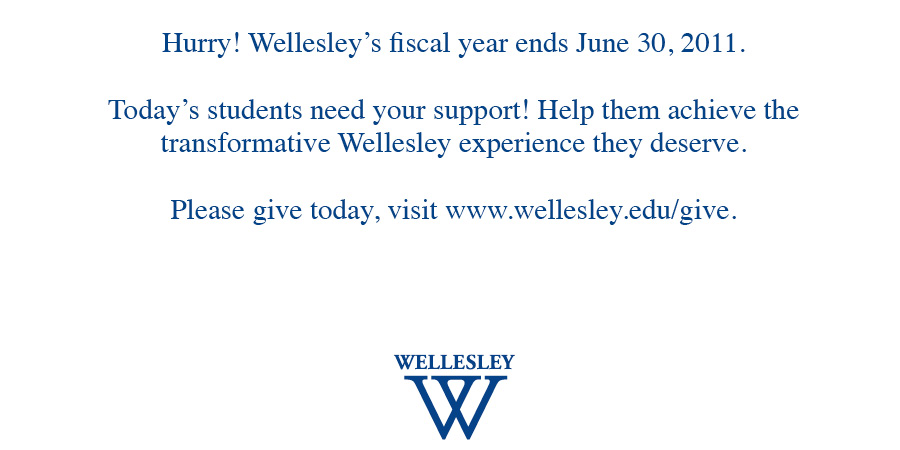 Hurry! Wellesley’s fiscal year ends June 30, 2011.
Today’s students need your support! Help them achieve the
transformative Wellesley experience they deserve.
Please give today, visit www.wellesley.edu/give.
WELLESLEY
W